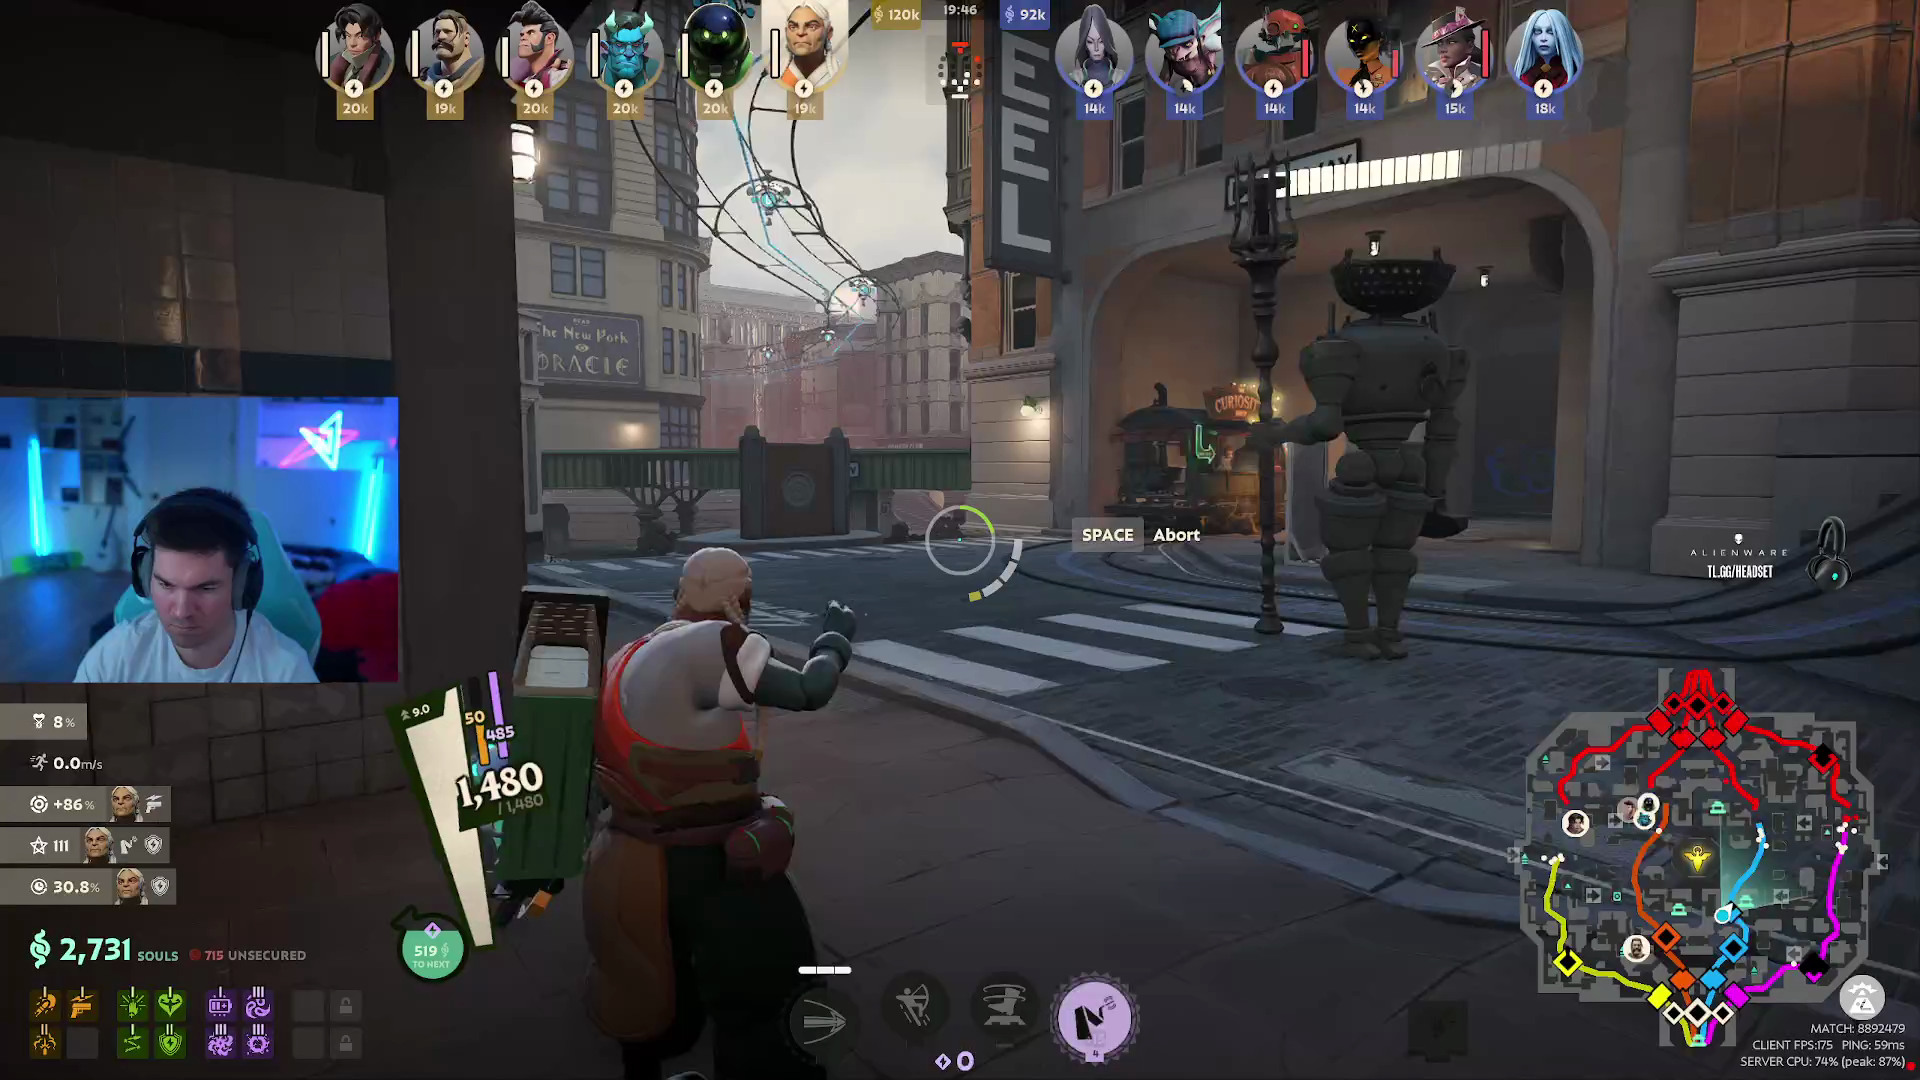 120k
19:46
92k
20k
19k
20k
20k
20k
19k
14k
14k
14k
14k
15k
18k
EEL
The New York
ORACLE
CURIOSIT
SPACE Abort
ALIENWARE
TL.GG/HEADSET
8%
0.0m/s
+86%
111
30.8%
9.0
50
485
1,480
/1,480
2,731 SOULS 715 UNSECURED
519
TO NEXT
0
4
MATCH: 8892479
CLIENT FPS:175 PING: 59ms
SERVER CPU: 74% (peak: 87%)